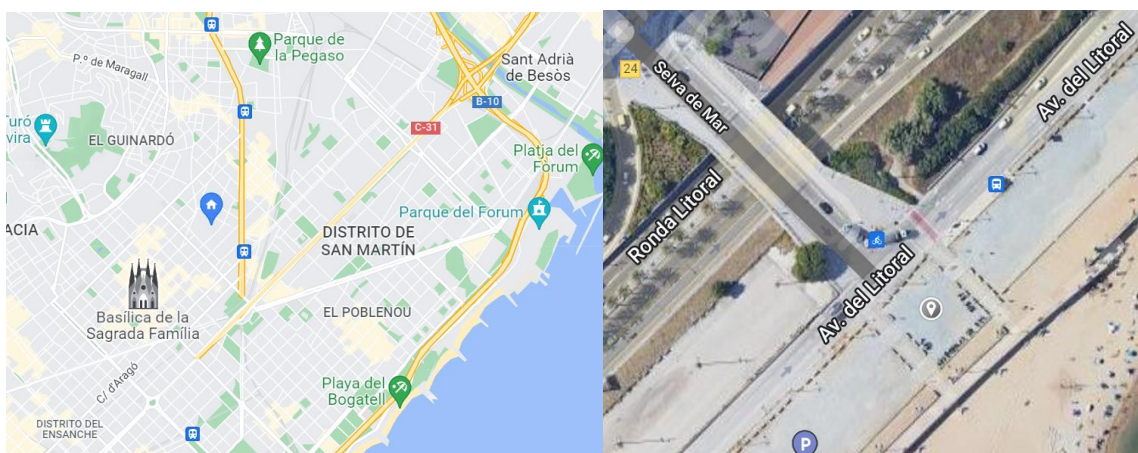 Parque de
la Pegaso
Sant Adrià
de Besòs
P.º de Maragall
B-10
C-31
Turó
vira
EL GUINARDÓ
Platja del
Fòrum
Parque del Forum
ACIA
DISTRITO DE
SAN MARTÍN
Basílica de la
Sagrada Família
EL POBLENOU
C/ d'Aragó
Playa del
Bogatell
DISTRITO DEL
ENSANCHE
24
Selva de Mar
Av. del Litoral
Ronda Litoral
Av. del Litoral
P